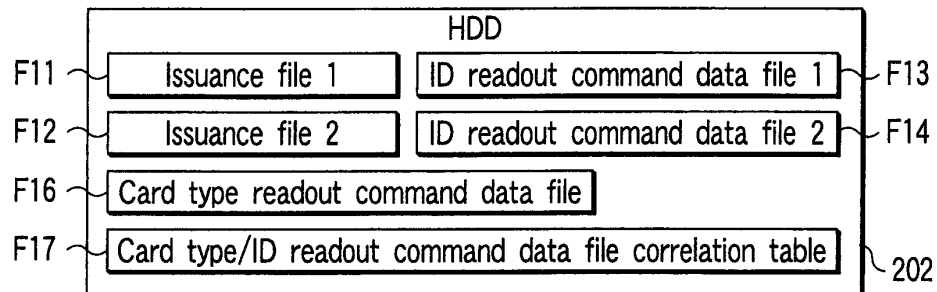 HDD
F11 Issuance file 1 ID readout command data file 1 F13
F12 Issuance file 2 ID readout command data file 2 F14
F16 Card type readout command data file
F17 Card type/ID readout command data file correlation table
202